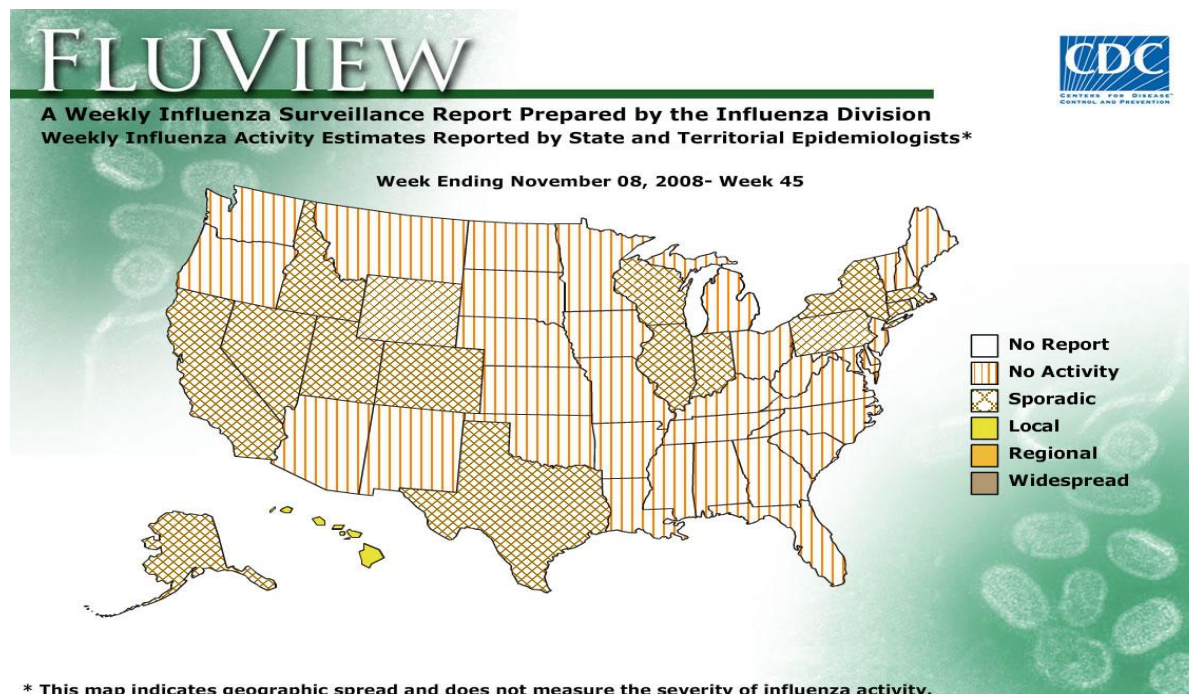 FLUVIEW
CDC
CENTERS FOR DISEASE
CONTROL AND PREVENTION
A Weekly Influenza Surveillance Report Prepared by the Influenza Division
Weekly Influenza Activity Estimates Reported by State and Territorial Epidemiologists*
Week Ending November 08, 2008- Week 45
No Report
No Activity
Sporadic
Local
Regional
Widespread
* This map indicates geographic spread and does not measure the severity of influenza activity.